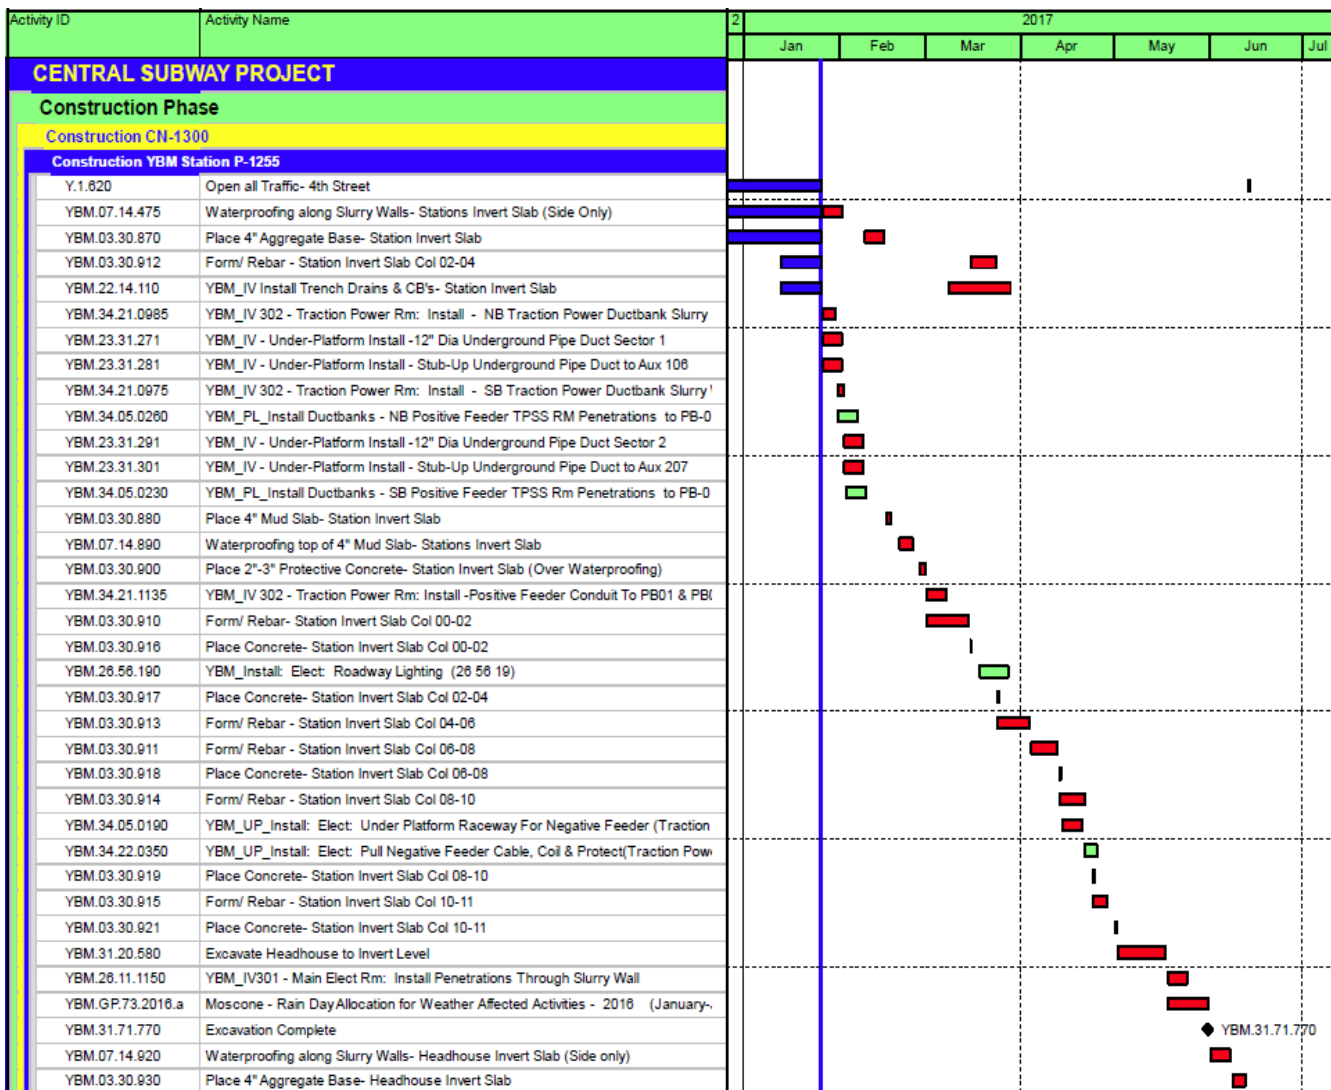 Activity ID Activity Name 2 2017
Jan Feb Mar Apr May Jun Jul
CENTRAL SUBWAY PROJECT
Construction Phase
Construction CN-1300
Construction YBM Station P-1255
Y.1.620 Open all Traffic- 4th Street
YBM.07.14.475 Waterproofing along Slurry Walls- Stations Invert Slab (Side Only)
YBM.03.30.870 Place 4" Aggregate Base- Station Invert Slab
YBM.03.30.912 Form/ Rebar - Station Invert Slab Col 02-04
YBM.22.14.110 YBM_IV Install Trench Drains & CB's- Station Invert Slab
YBM.34.21.0985 YBM_IV 302 - Traction Power Rm: Install - NB Traction Power Ductbank Slurry
YBM.23.31.271 YBM_IV - Under-Platform Install -12" Dia Underground Pipe Duct Sector 1
YBM.23.31.281 YBM_IV - Under-Platform Install - Stub-Up Underground Pipe Duct to Aux 106
YBM.34.21.0975 YBM_IV 302 - Traction Power Rm: Install - SB Traction Power Ductbank Slurry
YBM.34.05.0260 YBM_PL_Install Ductbanks - NB Positive Feeder TPSS RM Penetrations to PB-0
YBM.23.31.291 YBM_IV - Under-Platform Install -12" Dia Underground Pipe Duct Sector 2
YBM.23.31.301 YBM_IV - Under-Platform Install - Stub-Up Underground Pipe Duct to Aux 207
YBM.34.05.0230 YBM_PL_Install Ductbanks - SB Positive Feeder TPSS Rm Penetrations to PB-0
YBM.03.30.880 Place 4" Mud Slab- Station Invert Slab
YBM.07.14.890 Waterproofing top of 4" Mud Slab- Stations Invert Slab
YBM.03.30.900 Place 2"-3" Protective Concrete- Station Invert Slab (Over Waterproofing)
YBM.34.21.1135 YBM_IV 302 - Traction Power Rm: Install -Positive Feeder Conduit To PB01 &
YBM.03.30.910 Form/ Rebar- Station Invert Slab Col 00-02
YBM.03.30.916 Place Concrete- Station Invert Slab Col 00-02
YBM.26.56.190 YBM_Install: Elect: Roadway Lighting (26 56 19)
YBM.03.30.917 Place Concrete- Station Invert Slab Col 02-04
YBM.03.30.913 Form/ Rebar - Station Invert Slab Col 04-06
YBM.03.30.911 Form/ Rebar - Station Invert Slab Col 06-08
YBM.03.30.918 Place Concrete- Station Invert Slab Col 06-08
YBM.03.30.914 Form/ Rebar - Station Invert Slab Col 08-10
YBM.34.05.0190 YBM_UP_Install: Elect: Under Platform Raceway For Negative Feeder (Traction
YBM.34.22.0350 YBM_UP_Install: Elect: Pull Negative Feeder Cable, Coil & Protect(Traction
YBM.03.30.919 Place Concrete- Station Invert Slab Col 08-10
YBM.03.30.915 Form/ Rebar - Station Invert Slab Col 10-11
YBM.03.30.921 Place Concrete- Station Invert Slab Col 10-11
YBM.31.20.580 Excavate Headhouse to Invert Level
YBM.26.11.1150 YBM_IV301 - Main Elect Rm: Install Penetrations Through Slurry Wall
YBM.GP.73.2016.a Moscone - Rain Day Allocation for Weather Affected Activities - 2016 (January-
YBM.31.71.770 Excavation Complete YBM.31.71.770
YBM.07.14.920 Waterproofing along Slurry Walls- Headhouse Invert Slab (Side only)
YBM.03.30.930 Place 4" Aggregate Base- Headhouse Invert Slab